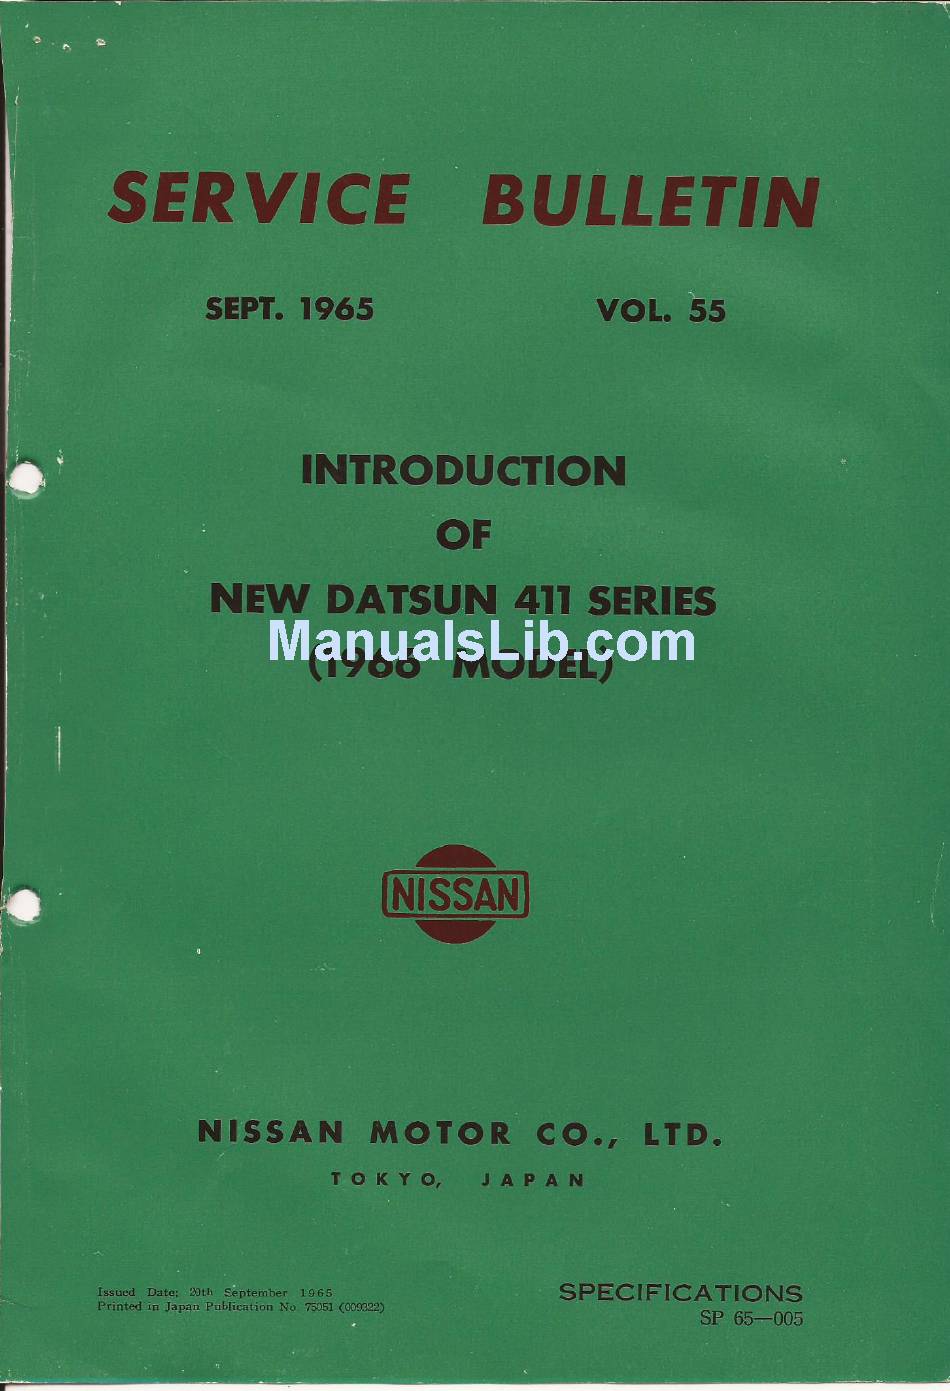 SERVICE BULLETIN
SEPT. 1965 VOL. 55
INTRODUCTION
OF
NEW DATSUN 411 SERIES
ManualsLib.com
(1966 MODEL)
NISSAN
NISSAN MOTOR CO., LTD.
TOKYO, JAPAN
Issued Date; 20th September 1965
Printed in Japan Publication No. 75051 (009322)
SPECIFICATIONS
SP 65—005